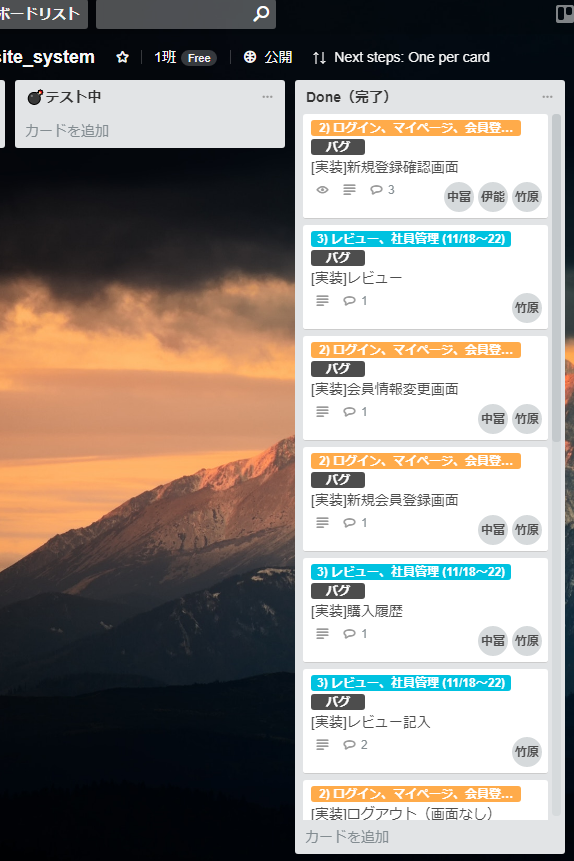 ボードリスト
site_system
1班 Free
公開
Next steps: One per card
テスト中
カードを追加
Done（完了）
2) ログイン、マイページ、会員登…
バグ
[実装]新規登録確認画面
3
中冨 伊能 竹原
3) レビュー、社員管理 (11/18～22)
バグ
[実装]レビュー
1
竹原
2) ログイン、マイページ、会員登…
バグ
[実装]会員情報変更画面
1
中冨 竹原
2) ログイン、マイページ、会員登…
バグ
[実装]新規会員登録画面
1
中冨 竹原
3) レビュー、社員管理 (11/18～22)
バグ
[実装]購入履歴
1
中冨 竹原
3) レビュー、社員管理 (11/18～22)
バグ
[実装]レビュー記入
2
竹原
2) ログイン、マイページ、会員登…
[実装]ログアウト（画面なし）
カードを追加